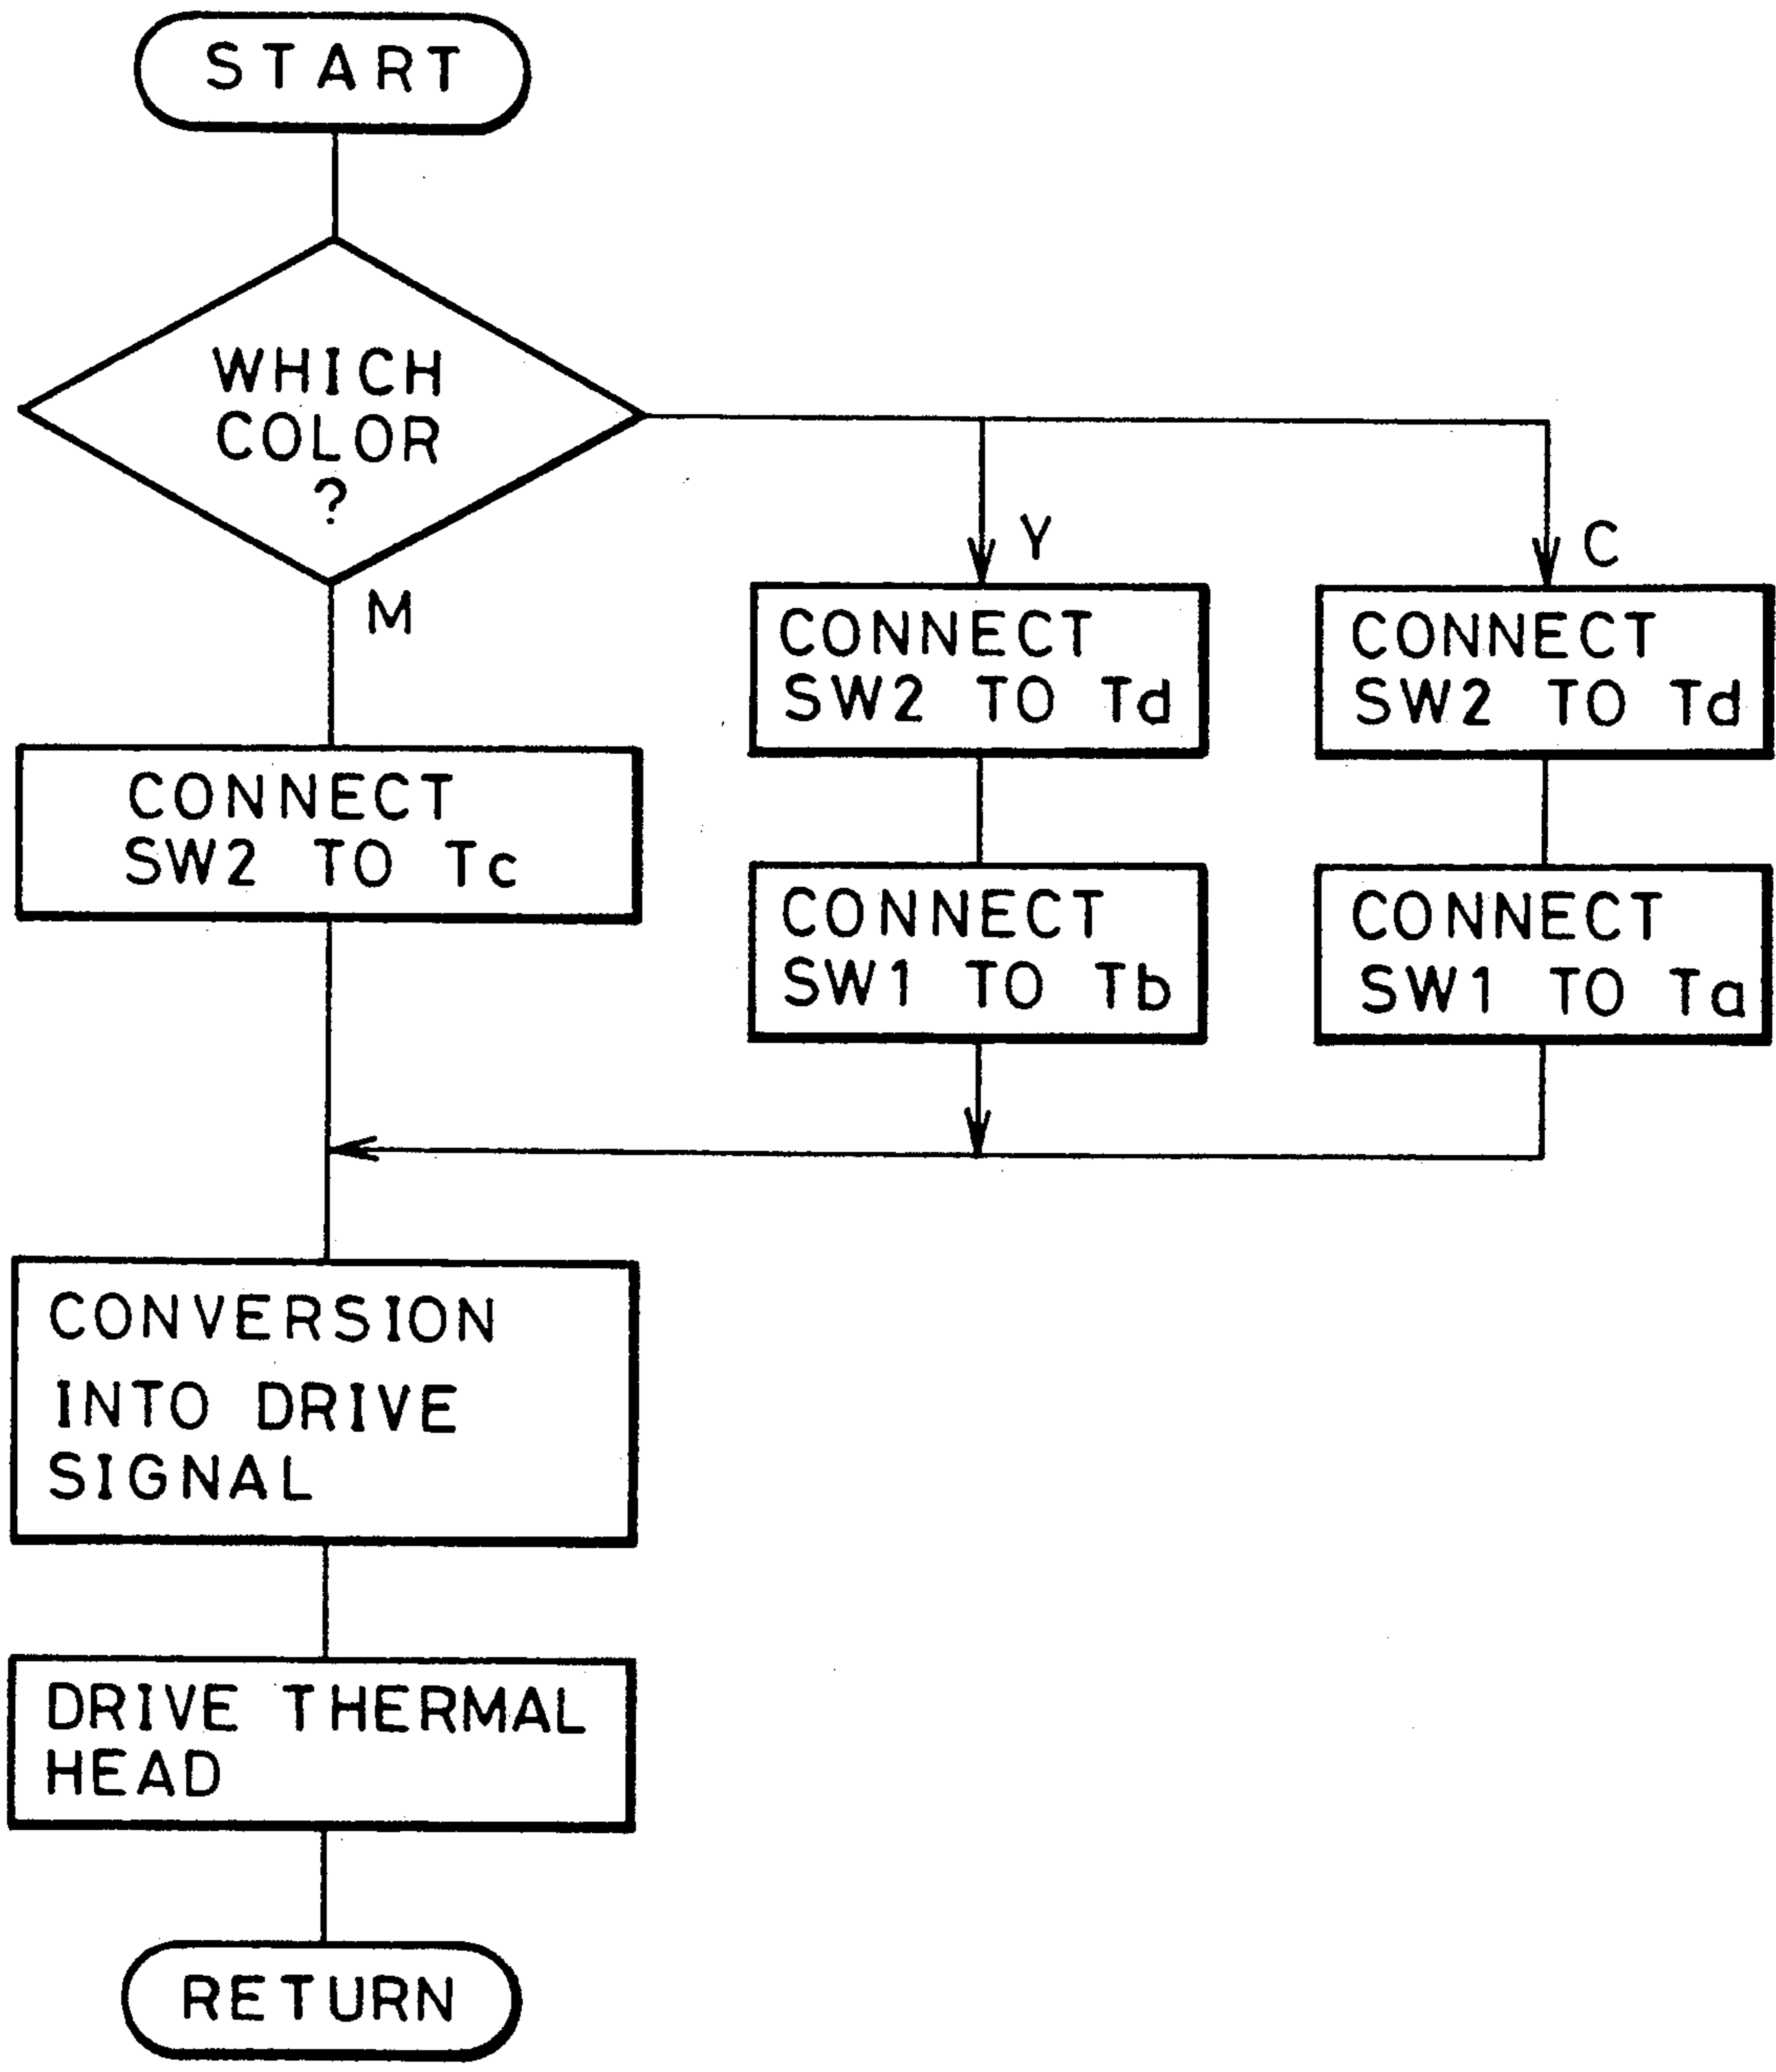 START
WHICH
COLOR
?
M
Y
C
CONNECT
SW2 TO Tc
CONNECT
SW2 TO Td
CONNECT
SW1 TO Tb
CONNECT
SW2 TO Td
CONNECT
SW1 TO Ta
CONVERSION
INTO DRIVE
SIGNAL
DRIVE THERMAL
HEAD
RETURN